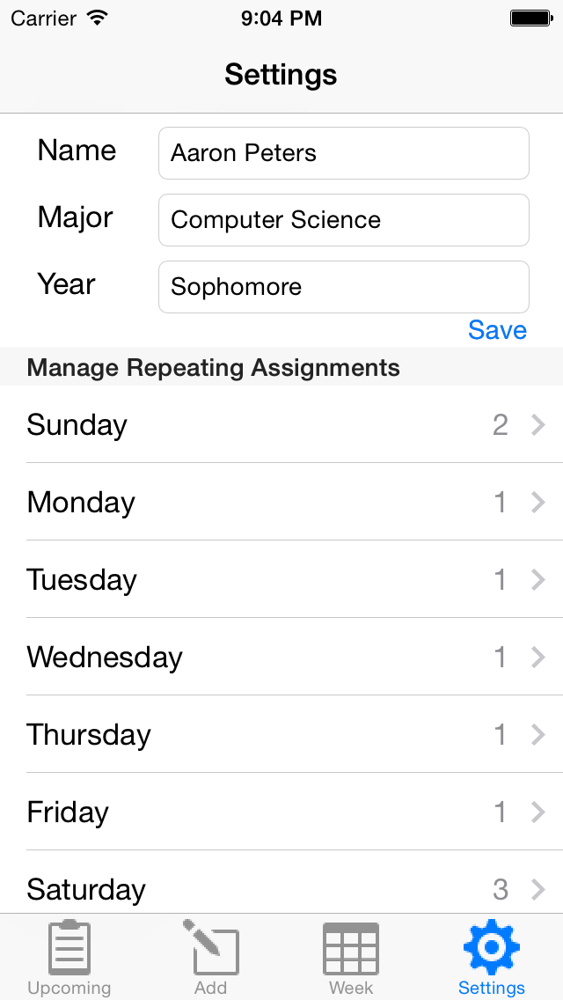 Carrier 9:04 PM
Settings
Name Aaron Peters
Major Computer Science
Year Sophomore
Save
Manage Repeating Assignments
Sunday 2
Monday 1
Tuesday 1
Wednesday 1
Thursday 1
Friday 1
Saturday 3
Upcoming Add Week Settings